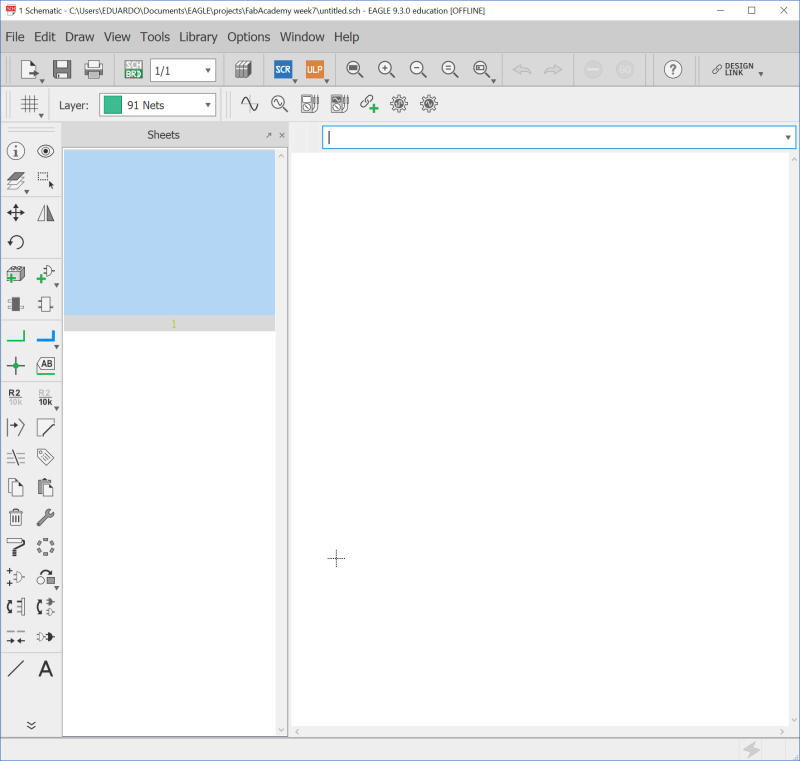 1 Schematic - C:\Users\EDUARDO\Documents\EAGLE\projects\FabAcademy week7\untitled.sch - EAGLE 9.3.0 education [OFFLINE]
File Edit Draw View Tools Library Options Window Help
SCH
BRD
1/1
SCR
ULP
DESIGN
LINK
Layer: 91 Nets
Sheets
1
AB
R2 R2
10k 10k
A